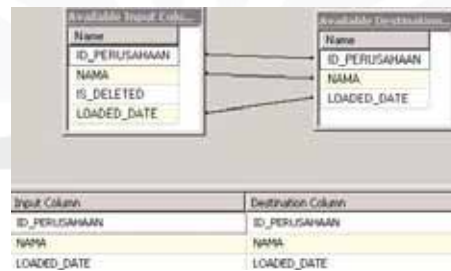 Available Input Colu...
Name
ID_PERUSAHAAN
NAMA
IS_DELETED
LOADED_DATE
Available Destination...
Name
ID_PERUSAHAAN
NAMA
LOADED_DATE
Input Column Destination Column
ID_PERUSAHAAN ID_PERUSAHAAN
NAMA NAMA
LOADED_DATE LOADED_DATE